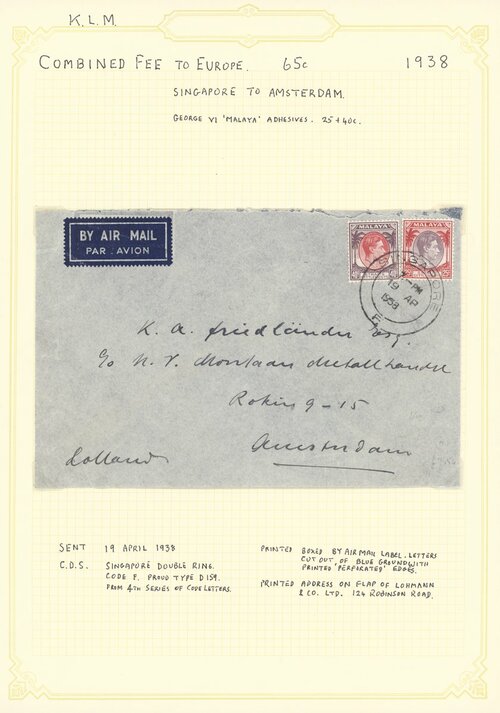 K.L.M.
COMBINED FEE TO EUROPE. 65c 1938
SINGAPORE TO AMSTERDAM.
GEORGE VI 'MALAYA' ADHESIVES. 25 + 40c.
BY AIR MAIL
PAR AVION
MALAYA
MALAYA
SINGAPORE
PM
19 AP
1938
F.
K. A. Friedländer Esq.
c/o N. V. Montaan Metaalhandel
Rokin 9-15
Amsterdam
Holland
SENT 19 APRIL 1938
C.D.S. SINGAPORE DOUBLE RING.
CODE F. PROUD TYPE D159.
FROM 4TH SERIES OF CODE LETTERS.
PRINTED BOXED BY AIR MAIL LABEL. LETTERS
CUT OUT OF BLUE GROUND WITH
PRINTED 'PERFORATED' EDGES.
PRINTED ADDRESS ON FLAP OF LOHMANN
& CO. LTD. 124 ROBINSON ROAD.